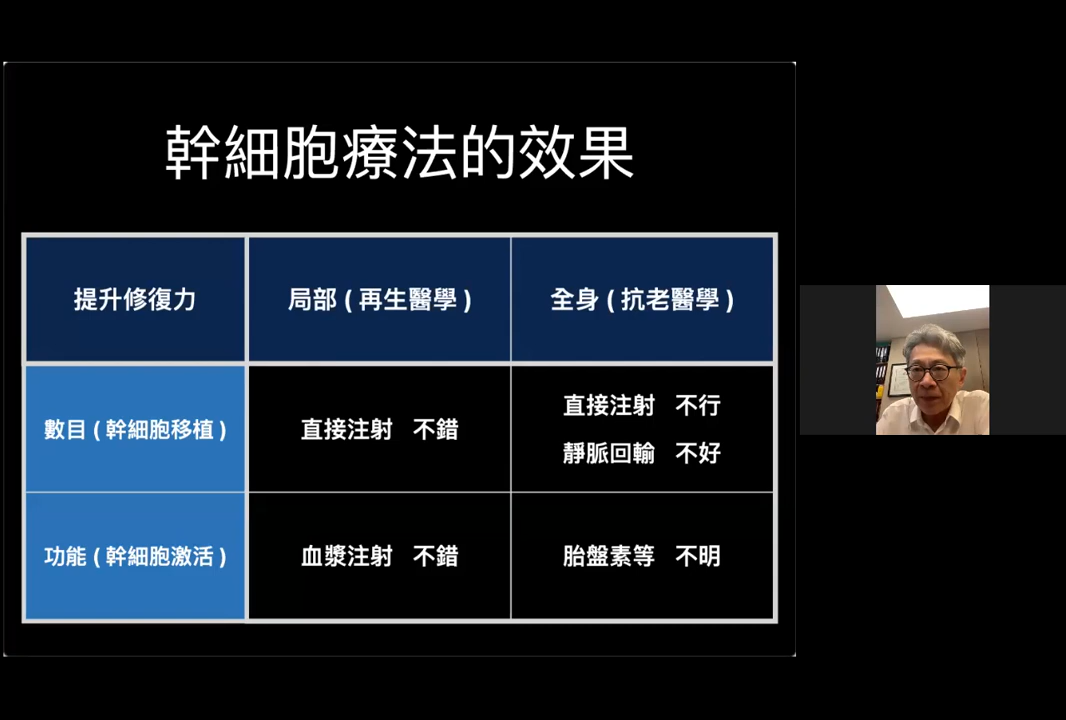 幹細胞療法的效果
提升修復力
局部 ( 再生醫學 )
全身 ( 抗老醫學 )
數目 ( 幹細胞移植 )
直接注射 不錯
直接注射 不行
靜脈回輸 不好
功能 ( 幹細胞激活 )
血漿注射 不錯
胎盤素等 不明